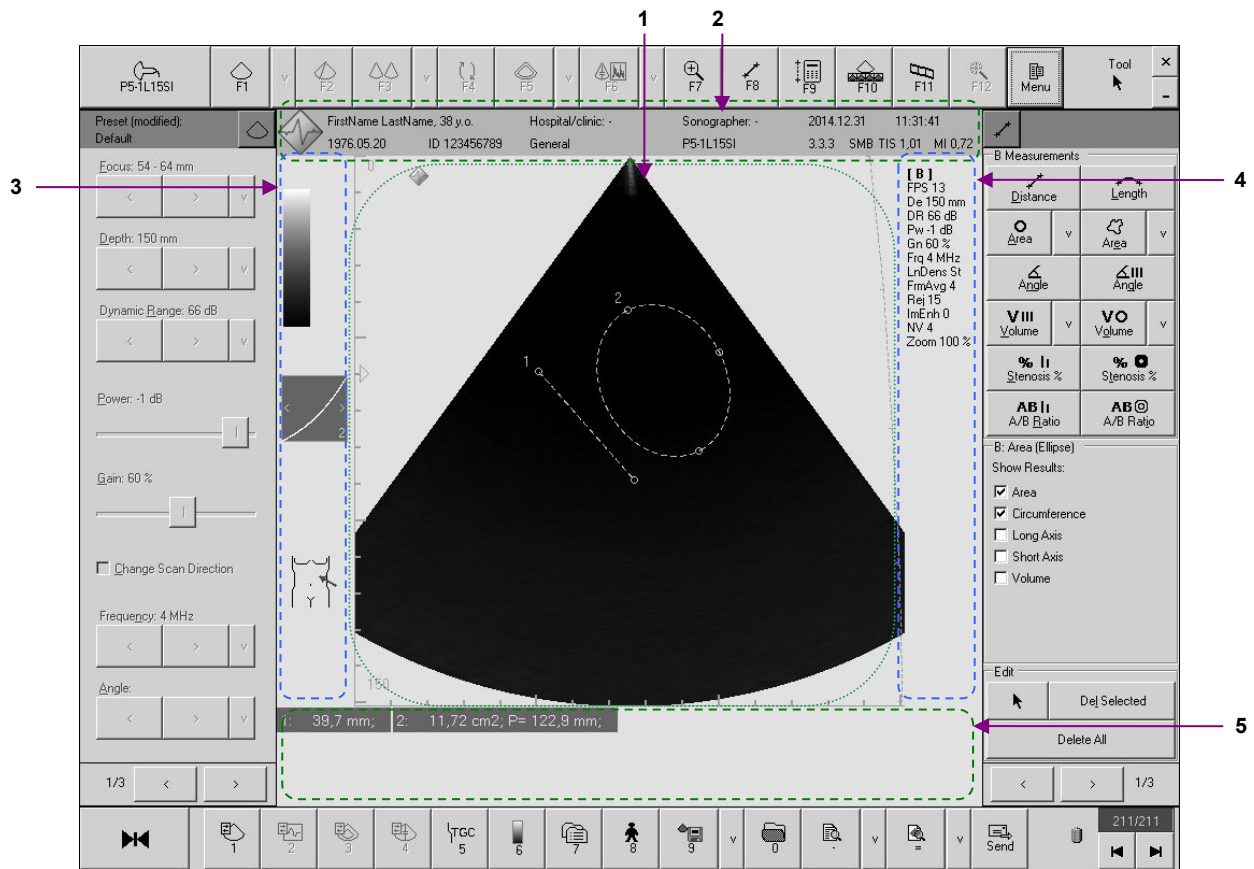 1 2
P5-1L15SI
F1
v
F2
F3
v
F4
F5
v
F6
v
F7
F8
F9
F10
F11
F12
Menu
Tool
×
-
Preset (modified):
Default
FirstName LastName, 38 y.o. Hospital/clinic: - Sonographer: - 2014.12.31 11:31:41
1976.05.20 ID 123456789 General P5-1L15SI 3.3.3 SMB TIS 1,01 MI 0,72
3
4
5
Focus: 54 - 64 mm
< > v
Depth: 150 mm
< > v
Dynamic Range: 66 dB
< > v
Power: -1 dB
Gain: 60 %
Change Scan Direction
Frequency: 4 MHz
< > v
Angle:
< > v
1/3 < >
< >
2
0
150
1
2
[ B ]
FPS 13
De 150 mm
DR 66 dB
Pw -1 dB
Gn 60 %
Frq 4 MHz
LnDens St
FrmAvg 4
Rej 15
ImEnh 0
NV 4
Zoom 100 %
1: 39,7 mm; 2: 11,72 cm2; P= 122,9 mm;
B Measurements
Distance Length
Area v Area v
Angle Angle
V III V O
Volume v Volume v
% %
Stenosis % Stenosis %
AB AB
A/B Ratio A/B Ratio
B: Area (Ellipse)
Show Results:
Area
Circumference
Long Axis
Short Axis
Volume
Edit
Del Selected
Delete All
< > 1/3
1
2
3
4
TGC
5
6
7
8
9
v
0
-
v
=
v
Send
211/211